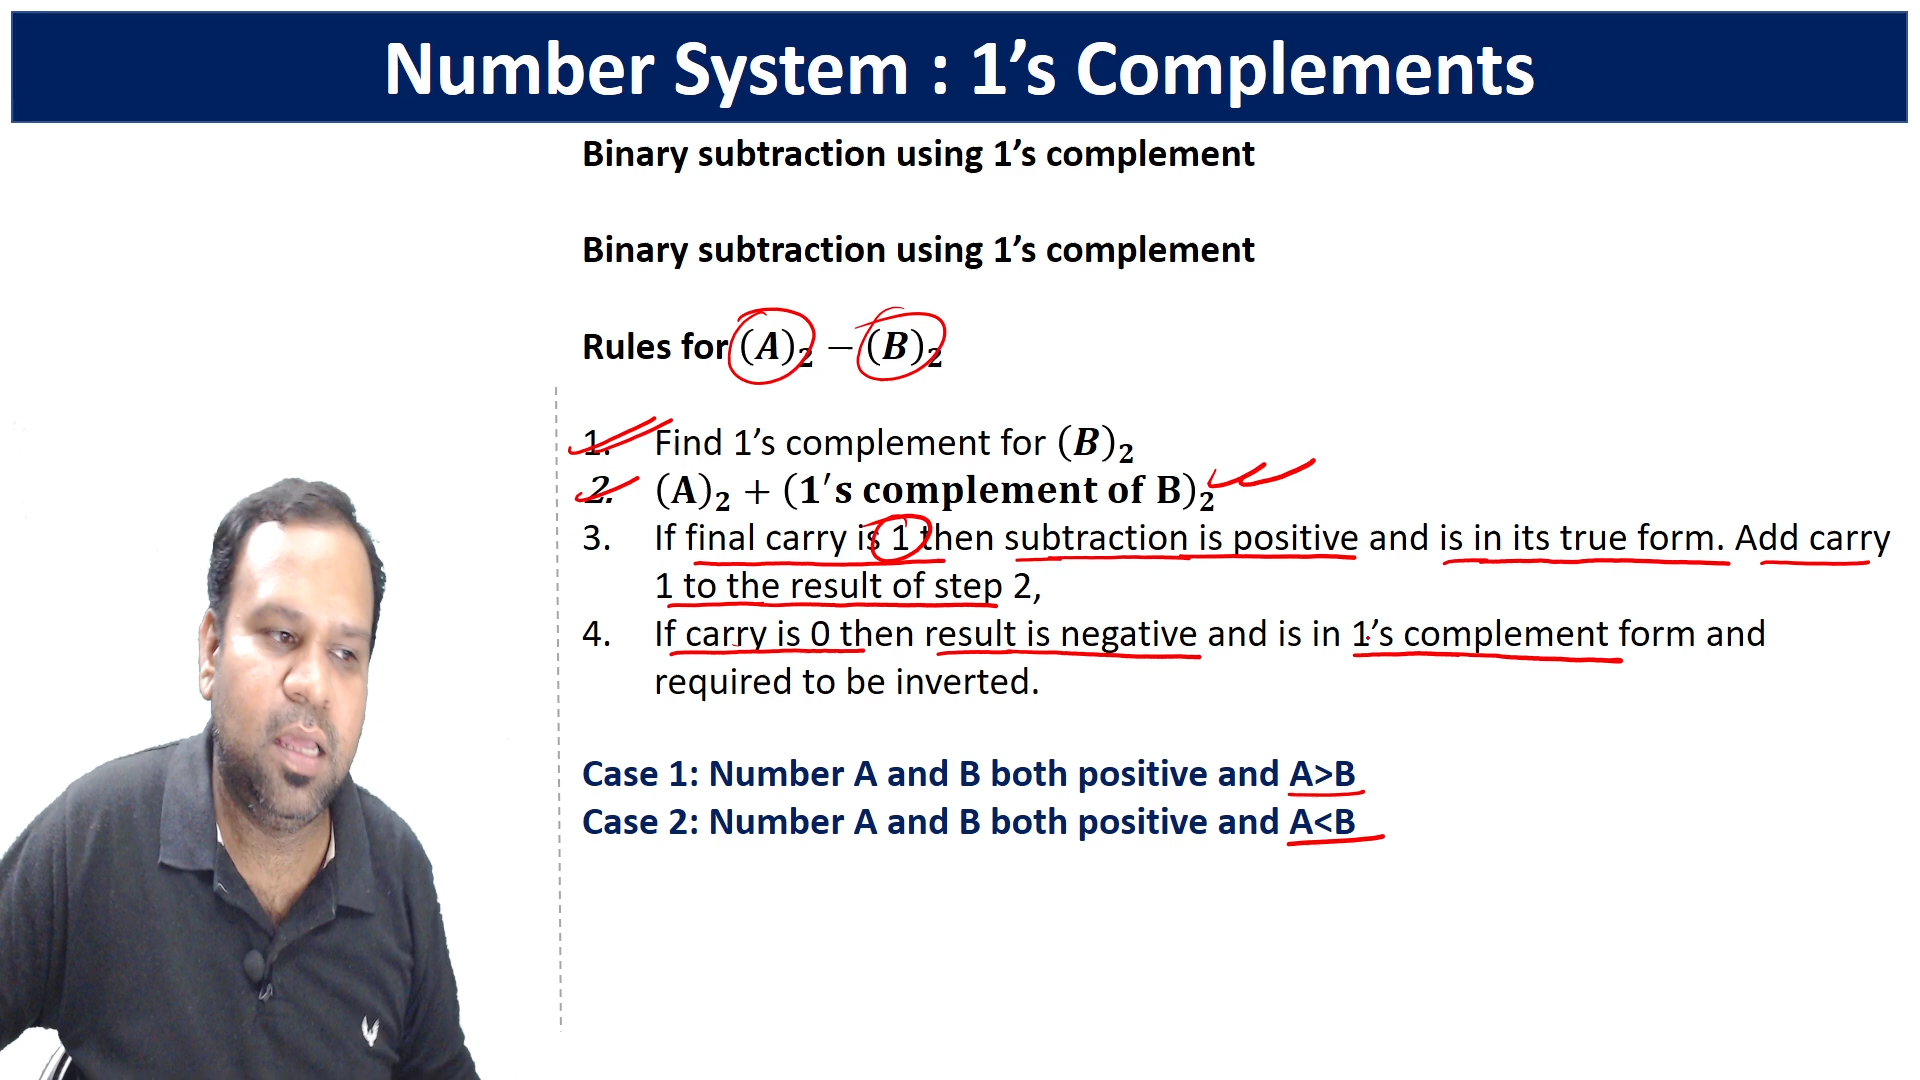 Number System : 1’s Complements
Binary subtraction using 1’s complement
Binary subtraction using 1’s complement
Rules for (A)₂ − (B)₂
1. Find 1’s complement for (B)₂
2. (A)₂ + (1′s complement of B)₂
3. If final carry is 1 then subtraction is positive and is in its true form. Add carry
1 to the result of step 2,
4. If carry is 0 then result is negative and is in 1’s complement form and
required to be inverted.
Case 1: Number A and B both positive and A>B
Case 2: Number A and B both positive and A<B